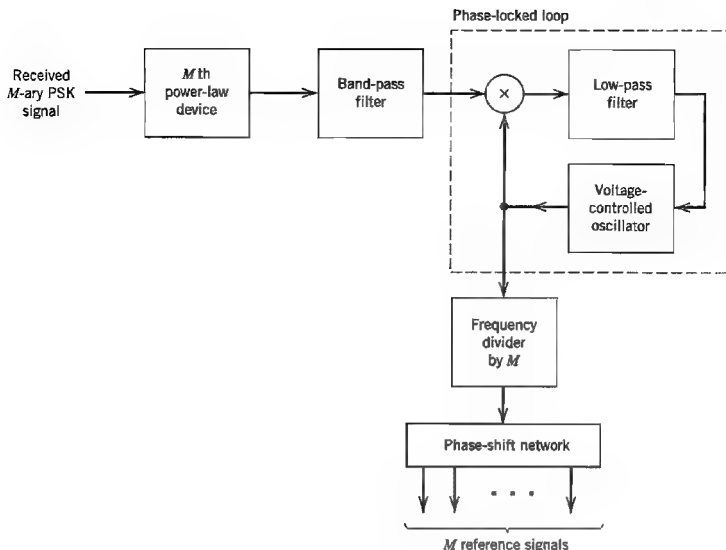 Phase-locked loop
Received
M-ary PSK
signal
M th
power-law
device
Band-pass
filter
×
Low-pass
filter
Voltage-
controlled
oscillator
Frequency
divider
by M
Phase-shift network
. . .
M reference signals